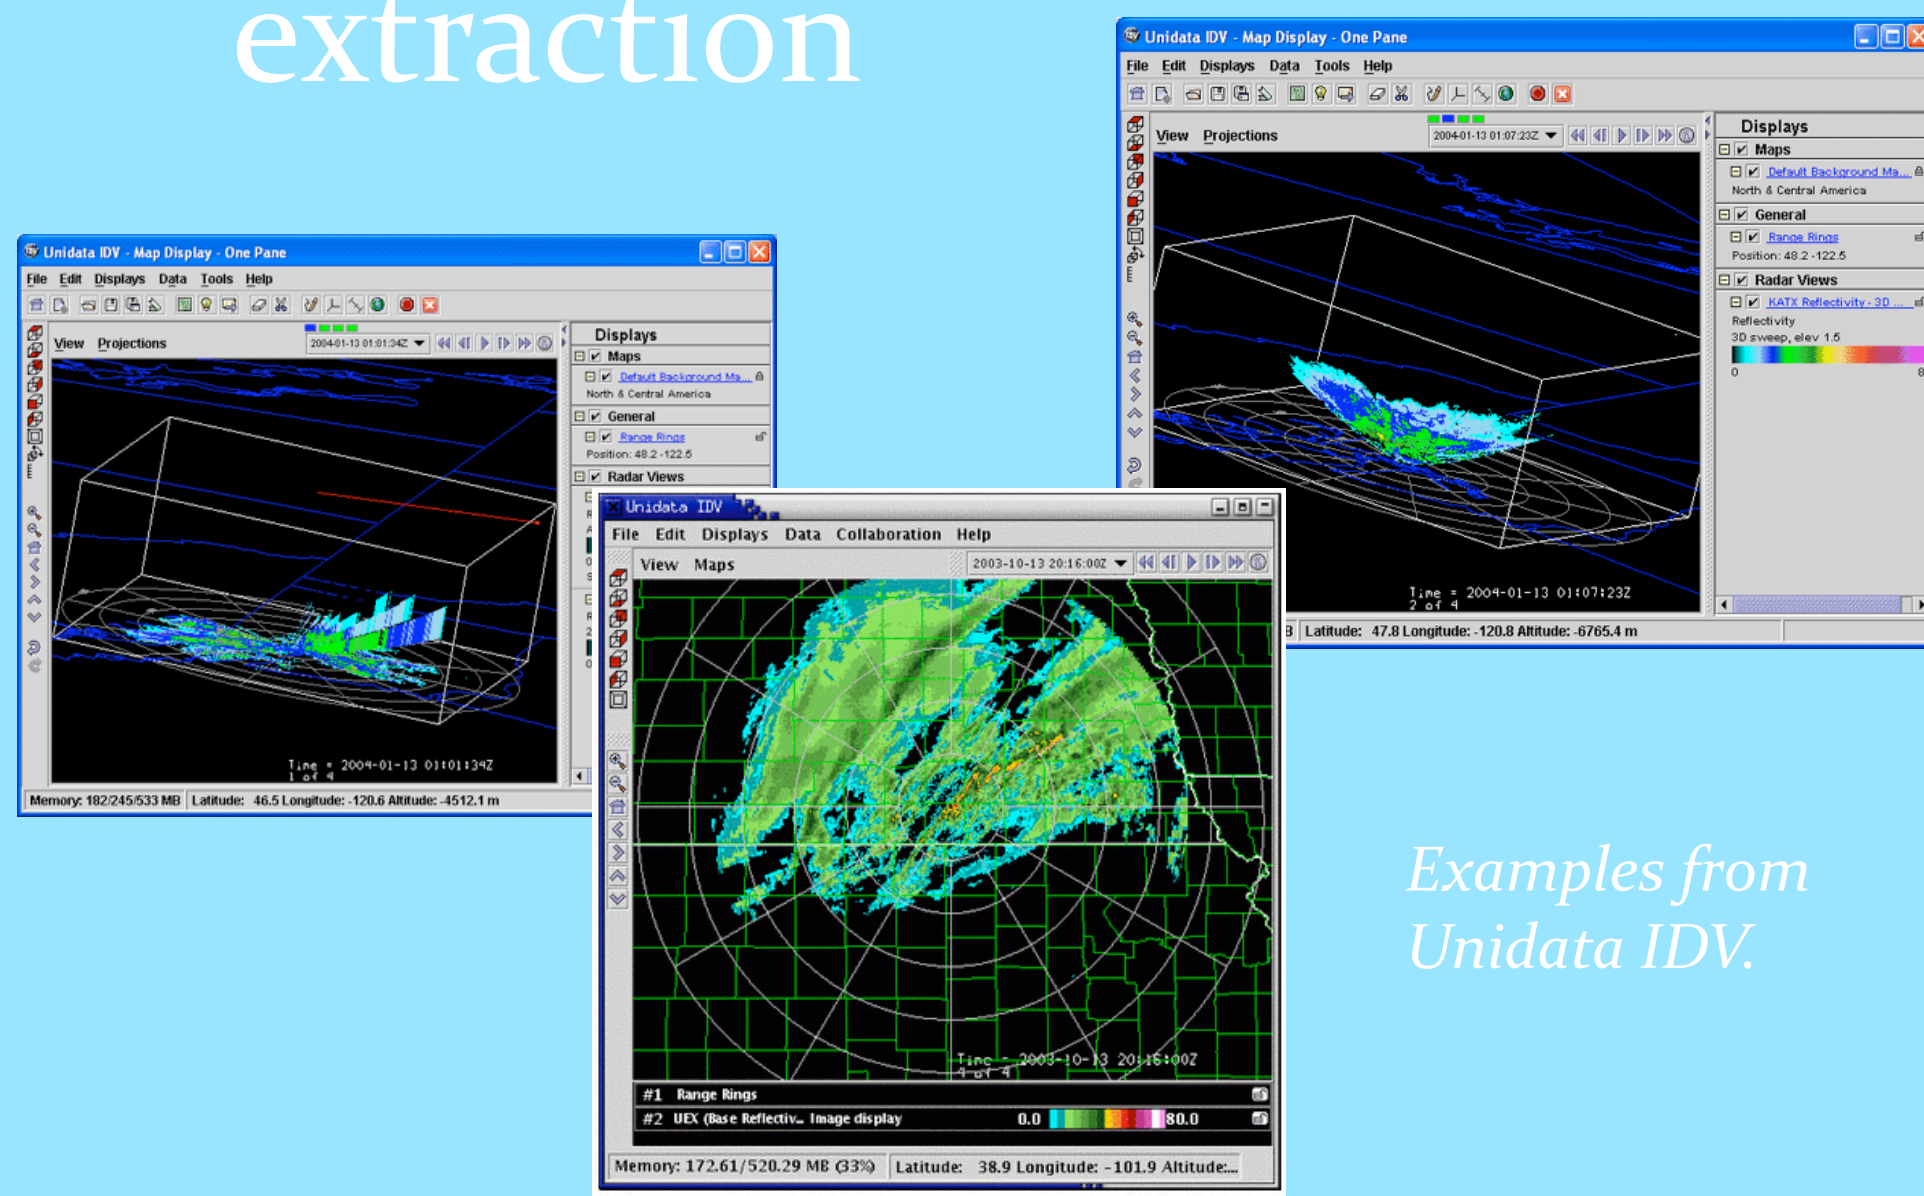 extraction
Unidata IDV - Map Display - One Pane
File Edit Displays Data Tools Help
View Projections
2004-01-13 01:07:23Z
Displays
Maps
Default Background Ma...
North & Central America
General
Range Rings
Position: 48.2 -122.5
Radar Views
KATX Reflectivity - 3D ...
Reflectivity
3D sweep, elev 1.5
0
8
Time = 2004-01-13 01:07:23Z
2 of 4
Latitude: 47.8 Longitude: -120.8 Altitude: -6765.4 m
Unidata IDV - Map Display - One Pane
File Edit Displays Data Tools Help
View Projections
2004-01-13 01:01:34Z
Displays
Maps
Default Background Ma...
North & Central America
General
Range Rings
Position: 48.2 -122.5
Radar Views
Time = 2004-01-13 01:01:34Z
1 of 4
Memory: 182/245/533 MB Latitude: 46.5 Longitude: -120.6 Altitude: -4512.1 m
Unidata IDV
File Edit Displays Data Collaboration Help
View Maps
2003-10-13 20:16:00Z
Time = 2003-10-13 20:16:00Z
4 of 4
#1 Range Rings
#2 UEX (Base Reflectiv... Image display 0.0 80.0
Memory: 172.61/520.29 MB (33%) Latitude: 38.9 Longitude: -101.9 Altitude:...
Examples from
Unidata IDV.